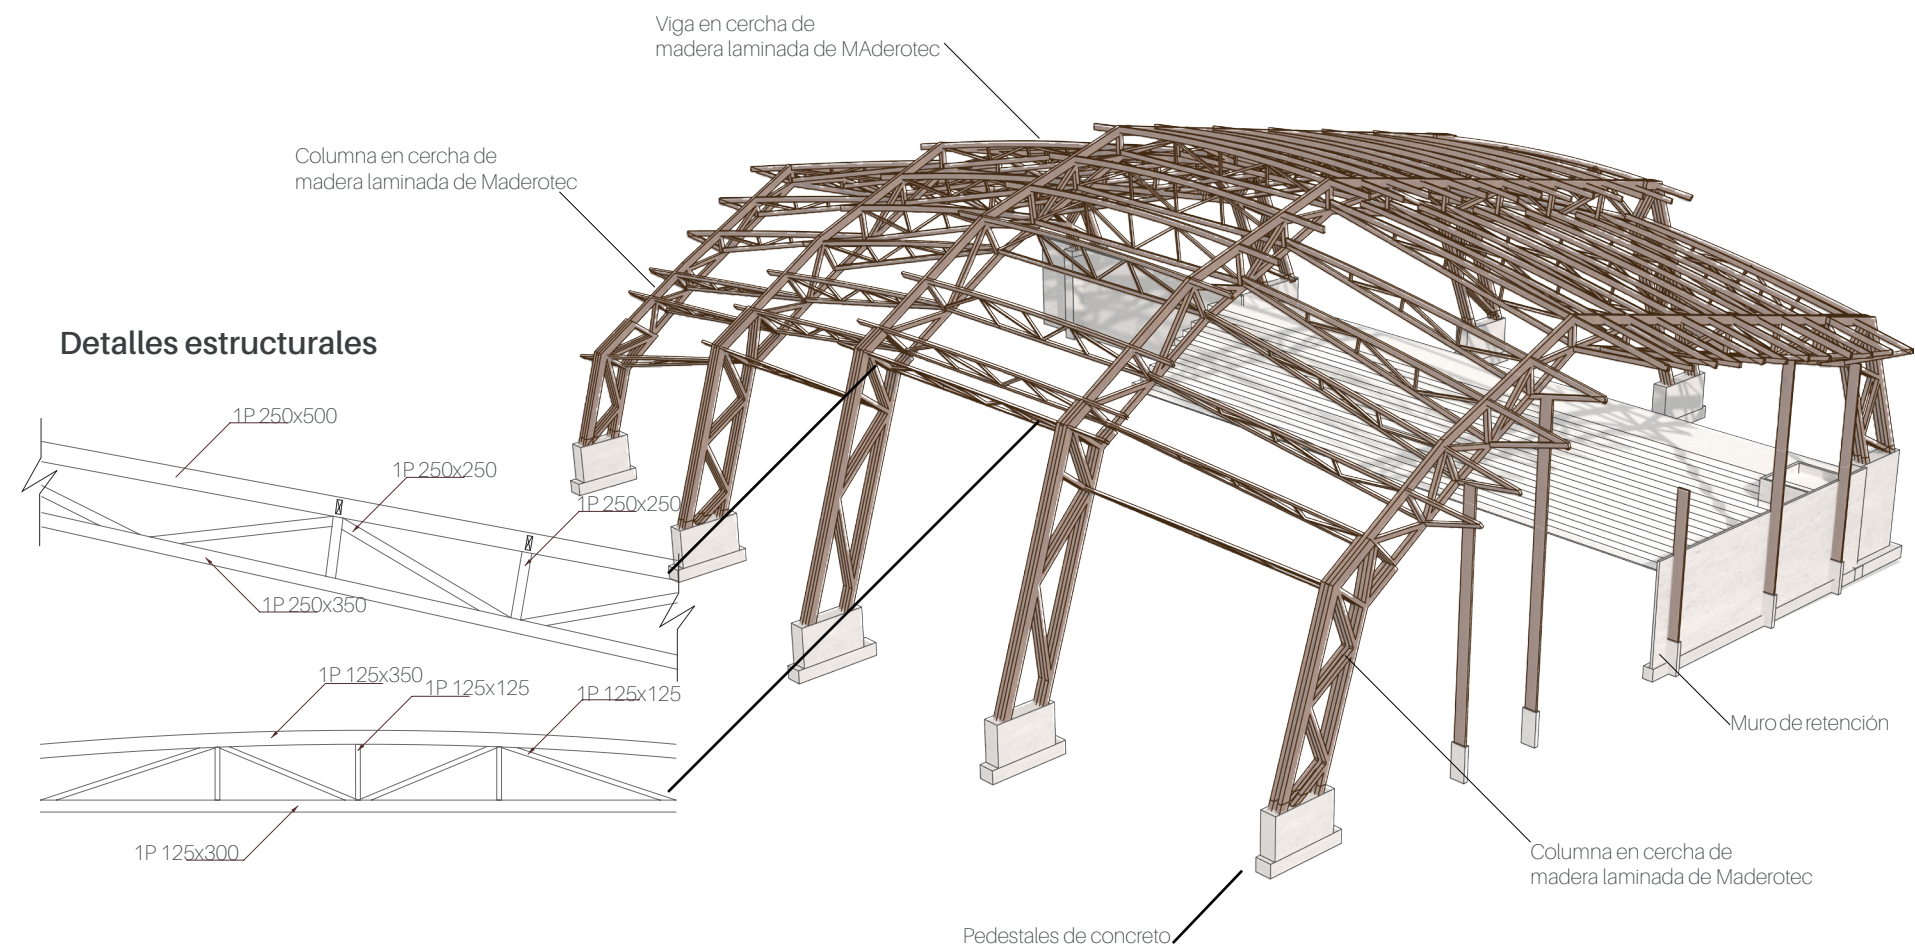 Viga en cercha de
madera laminada de MAderotec
Columna en cercha de
madera laminada de Maderotec
Detalles estructurales
1P 250x500
1P 250x250
1P 250x250
1P 250x350
1P 125x350
1P 125x125
1P 125x125
1P 125x300
Muro de retención
Columna en cercha de
madera laminada de Maderotec
Pedestales de concreto